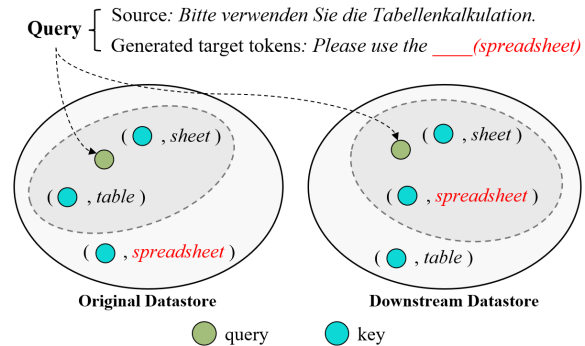 Query
Source: Bitte verwenden Sie die Tabellenkalkulation.
Generated target tokens: Please use the ____(spreadsheet)
( , sheet )
( , table )
( , spreadsheet )
Original Datastore
( , sheet )
( , spreadsheet )
( , table )
Downstream Datastore
query
key